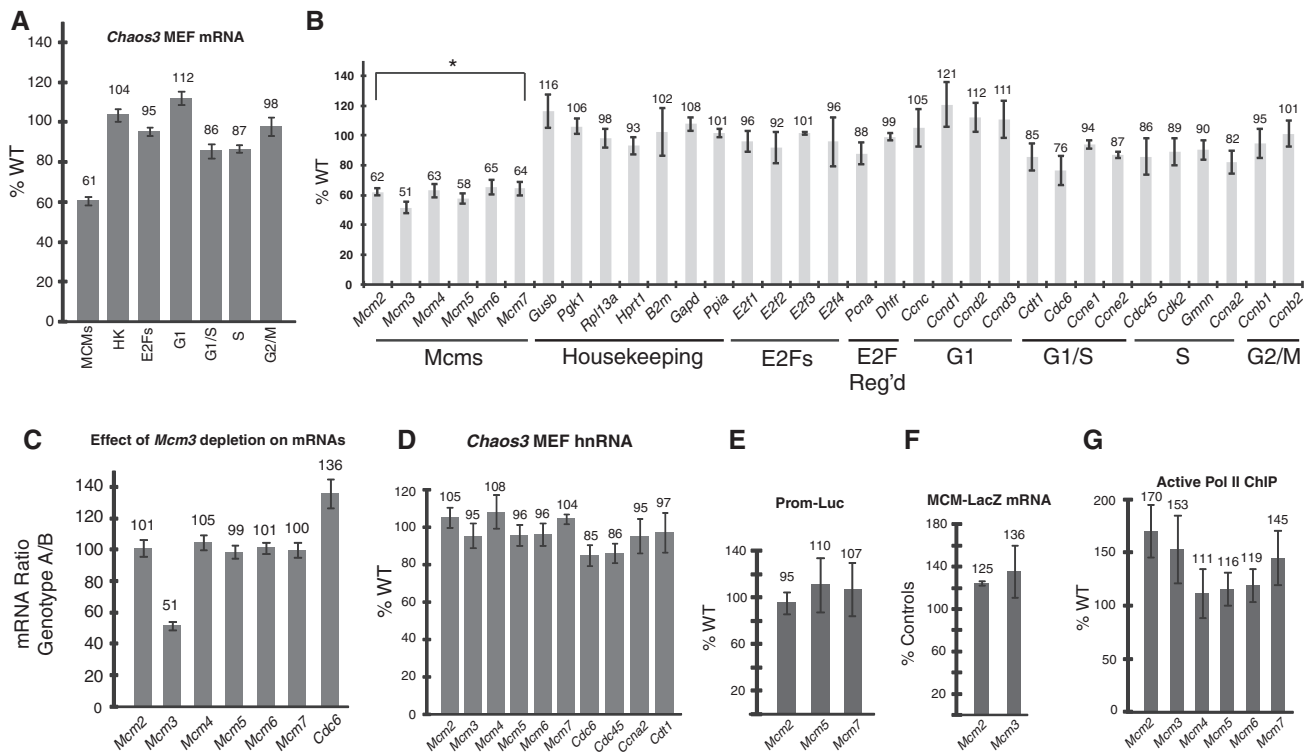 A
Chaos3 MEF mRNA
% WT
140
120
100
80
60
40
20
0
61
104
95
112
86
87
98
MCMs
HK
E2Fs
G1
G1/S
S
G2/M
B
*
% WT
140
120
100
80
60
40
20
0
62
51
63
58
65
64
116
106
98
93
102
108
101
96
92
101
96
88
99
105
121
112
111
85
76
94
87
86
89
90
82
95
101
Mcm2
Mcm3
Mcm4
Mcm5
Mcm6
Mcm7
Gusb
Pgk1
Rpl13a
Hprt1
B2m
Gapd
Ppia
E2f1
E2f2
E2f3
E2f4
Pcna
Dhfr
Ccnc
Ccnd1
Ccnd2
Ccnd3
Cdt1
Cdc6
Ccne1
Ccne2
Cdc45
Cdk2
Gmnn
Ccna2
Ccnb1
Ccnb2
Mcms
Housekeeping
E2Fs
E2F
Reg'd
G1
G1/S
S
G2/M
C
Effect of Mcm3 depletion on mRNAs
mRNA Ratio
Genotype A/B
140
120
100
80
60
40
20
0
101
51
105
99
101
100
136
Mcm2
Mcm3
Mcm4
Mcm5
Mcm6
Mcm7
Cdc6
D
Chaos3 MEF hnRNA
% WT
120
100
80
60
40
20
0
105
95
108
96
96
104
85
86
95
97
Mcm2
Mcm3
Mcm4
Mcm5
Mcm6
Mcm7
Cdc6
Cdc45
Ccna2
Cdt1
E
Prom-Luc
% WT
140
100
60
20
95
110
107
Mcm2
Mcm5
Mcm7
F
MCM-LacZ mRNA
% Controls
180
140
100
60
20
125
136
Mcm2
Mcm3
G
Active Pol II ChIP
% WT
200
150
100
50
0
170
153
111
116
119
145
Mcm2
Mcm3
Mcm4
Mcm5
Mcm6
Mcm7